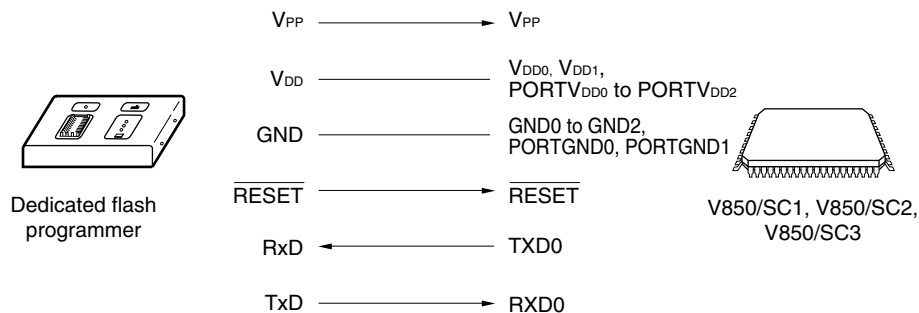 VPP VPP
VDD VDD0, VDD1,
PORTVDD0 to PORTVDD2
GND GND0 to GND2,
PORTGND0, PORTGND1
RESET RESET
Dedicated flash
programmer
V850/SC1, V850/SC2,
V850/SC3
RxD TXD0
TxD RXD0